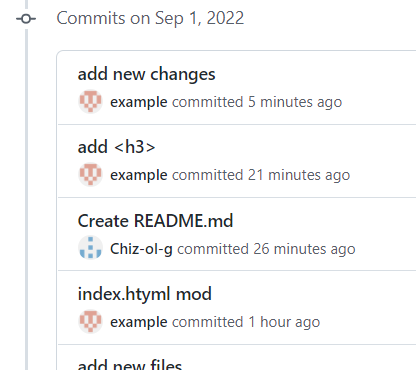 Commits on Sep 1, 2022
add new changes
example committed 5 minutes ago
add <h3>
example committed 21 minutes ago
Create README.md
Chiz-ol-g committed 26 minutes ago
index.htyml mod
example committed 1 hour ago
add new files